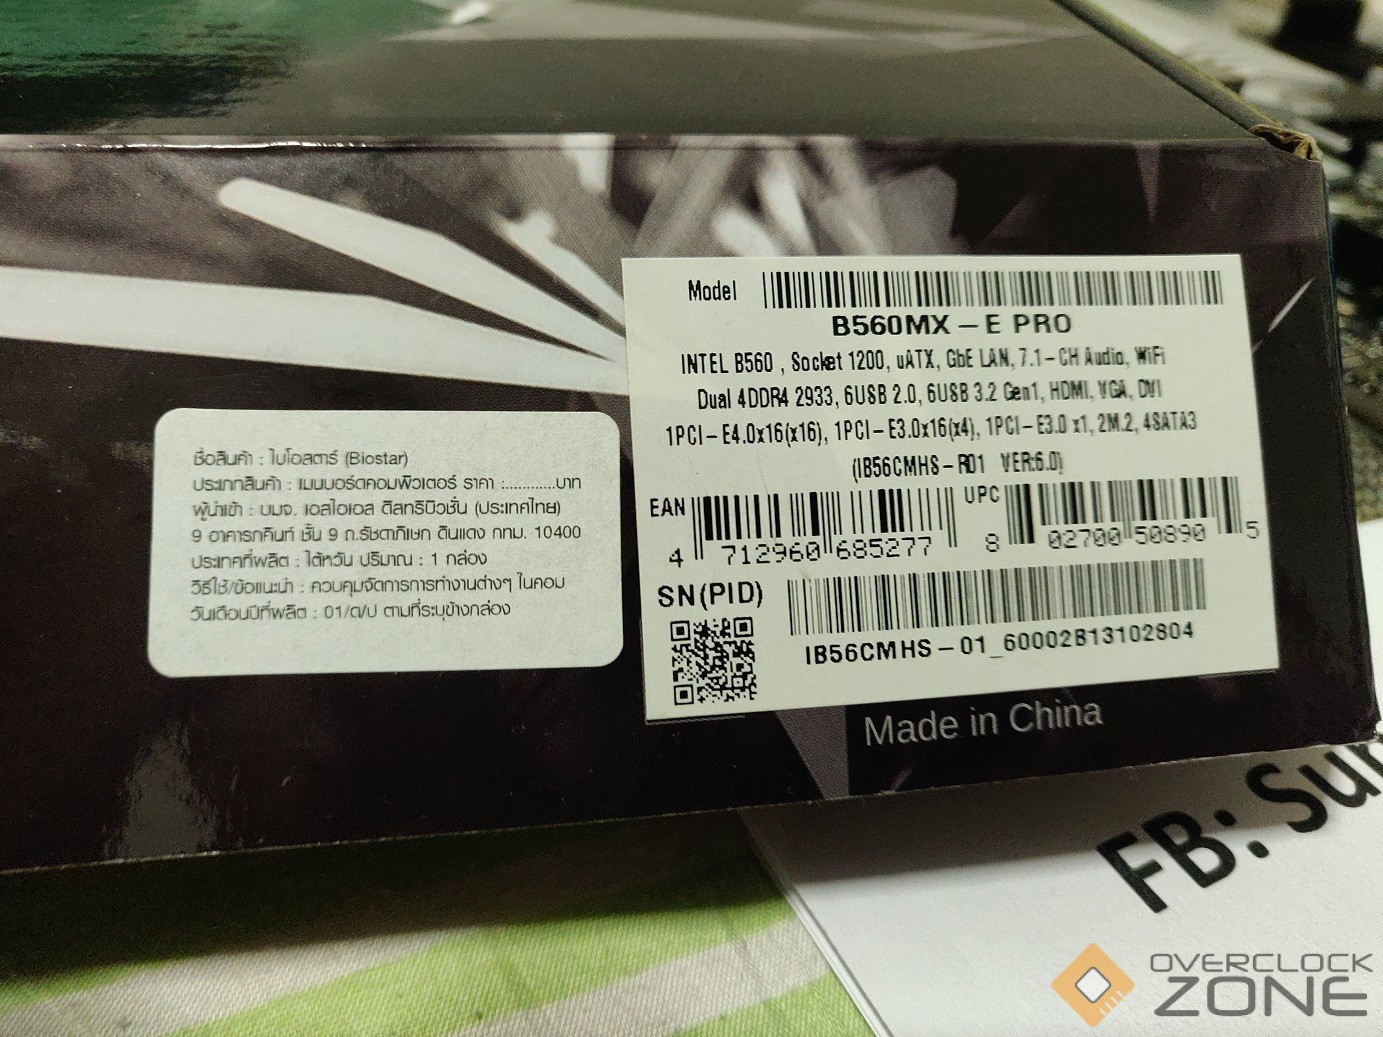 ชื่อสินค้า : ไบโอสตาร์ (Biostar)
ประเภทสินค้า : เมนบอร์ดคอมพิวเตอร์ ราคา :............บาท
ผู้นำเข้า : บมจ. เอสไอเอส ดิสทริบิวชั่น (ประเทศไทย)
9 อาคารภคินท์ ชั้น 9 ถ.รัชดาภิเษก ดินแดง กทม. 10400
ประเทศที่ผลิต : ไต้หวัน ปริมาณ : 1 กล่อง
วิธีใช้/ข้อแนะนำ : ควบคุมจัดการการทำงานต่างๆ ในคอม
วันเดือนปีที่ผลิต : 01/ด/ป ตามที่ระบุข้างกล่อง
Model
B560MX-E PRO
INTEL B560 , Socket 1200, uATX, GbE LAN, 7.1-CH Audio, WiFi
Dual 4DDR4 2933, 6USB 2.0, 6USB 3.2 Gen1, HDMI, VGA, DVI
1PCI-E4.0x16(x16), 1PCI-E3.0x16(x4), 1PCI-E3.0 x1, 2M.2, 4SATA3
(IB56CMHS-R01 VER:6.0)
EAN 4 712960 685277
UPC 8 02700 50890 5
SN(PID)
IB56CMHS-01_60002B13102804
Made in China
FB:
OVERCLOCK
ZONE